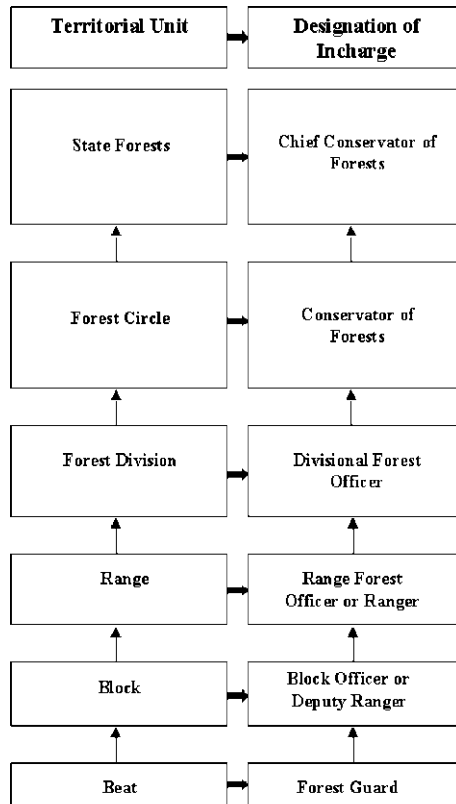 Territorial Unit
Designation of
Incharge
State Forests
Chief Conservator of
Forests
Forest Circle
Conservator of
Forests
Forest Division
Divisional Forest
Officer
Range
Range Forest
Officer or Ranger
Block
Block Officer or
Deputy Ranger
Beat
Forest Guard